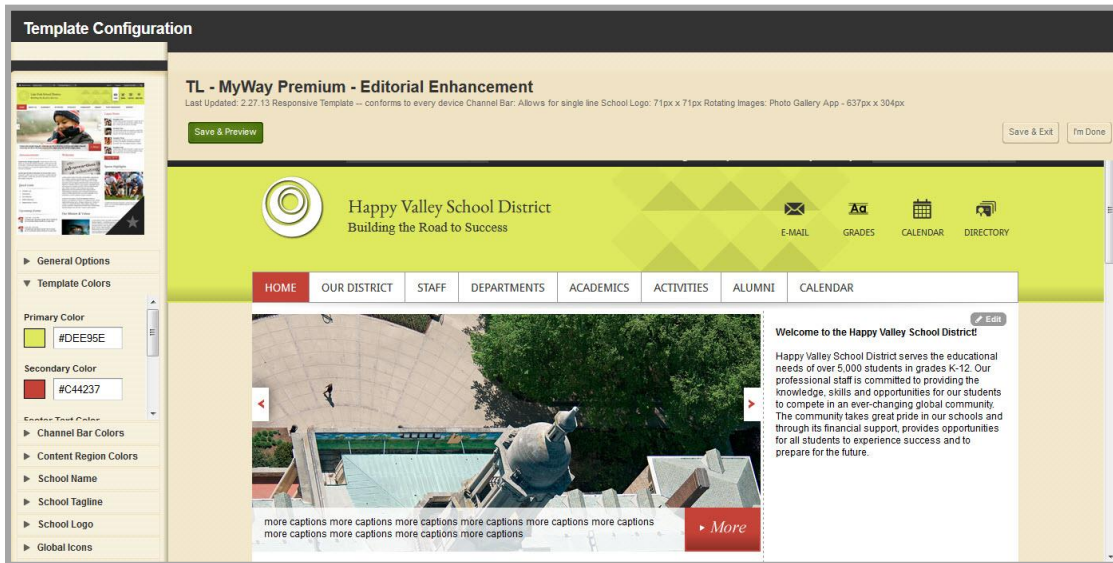 Template Configuration
TL - MyWay Premium - Editorial Enhancement
Last Updated: 2.27.13 Responsive Template -- conforms to every device Channel Bar: Allows for single line School Logo: 71px x 71px Rotating Images: Photo Gallery App - 637px x 304px
Save & Preview
Save & Exit
I'm Done
General Options
Template Colors
Primary Color
#DEE95E
Secondary Color
#C44237
Footer Text Color
Channel Bar Colors
Content Region Colors
School Name
School Tagline
School Logo
Global Icons
Happy Valley School District
Building the Road to Success
E-MAIL
Aa
GRADES
CALENDAR
DIRECTORY
HOME OUR DISTRICT STAFF DEPARTMENTS ACADEMICS ACTIVITIES ALUMNI CALENDAR
more captions more captions more captions more captions more captions more captions
more captions more captions more captions more captions
More
Edit
Welcome to the Happy Valley School District!
Happy Valley School District serves the educational
needs of over 5,000 students in grades K-12. Our
professional staff is committed to providing the
knowledge, skills and opportunities for our students
to compete in an ever-changing global community.
The community takes great pride in our schools and
through its financial support, provides opportunities
for all students to experience success and to
prepare for the future.